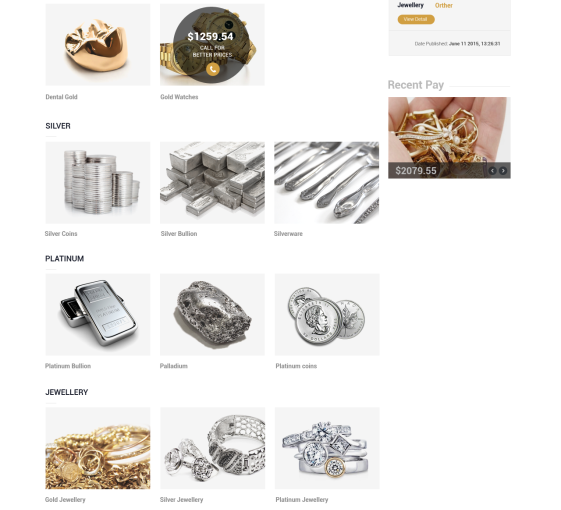 Jewellery Orther
View Detail
Date Published: June 11 2015, 13:26:31
$1259.54
CALL FOR
BETTER PRICES
Dental Gold
Gold Watches
Recent Pay
$2079.55
SILVER
Silver Coins
Silver Bullion
Silverware
PLATINUM
Platinum Bullion
Palladium
Platinum coins
JEWELLERY
Gold Jewellery
Silver Jewellery
Platinum Jewellery